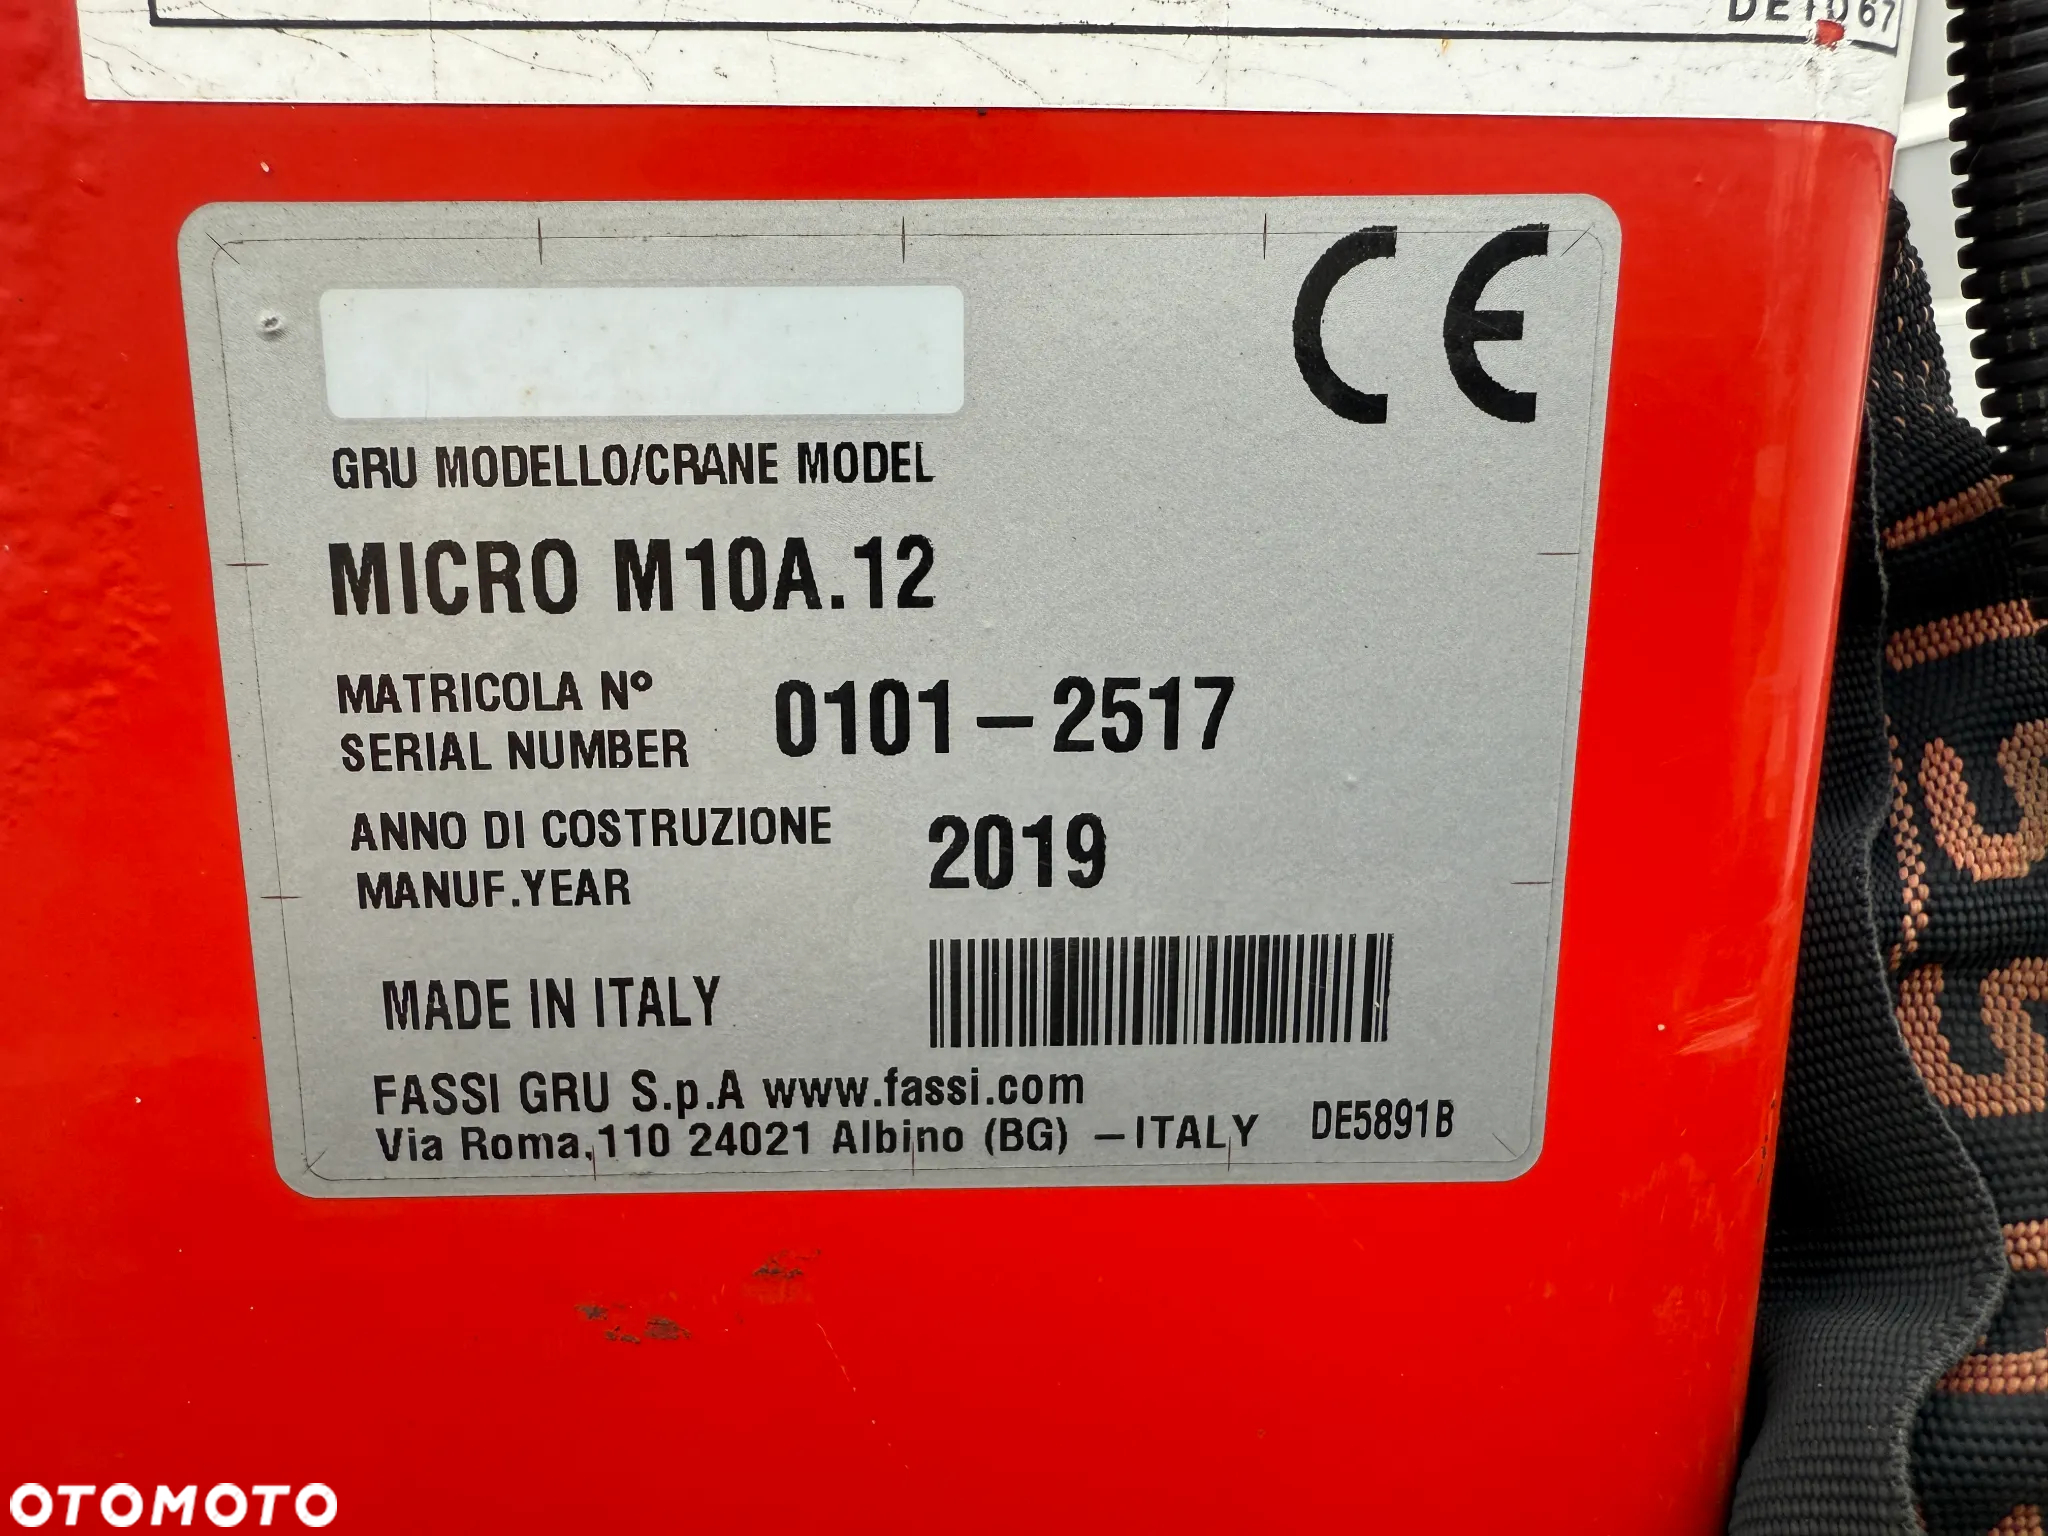 CE
GRU MODELLO/CRANE MODEL
MICRO M10A.12
MATRICOLA Nº
SERIAL NUMBER
0101-2517
ANNO DI COSTRUZIONE
MANUF.YEAR
2019
MADE IN ITALY
FASSI GRU S.p.A www.fassi.com
Via Roma,110 24021 Albino (BG) -ITALY
DE5891B
OTOMOTO